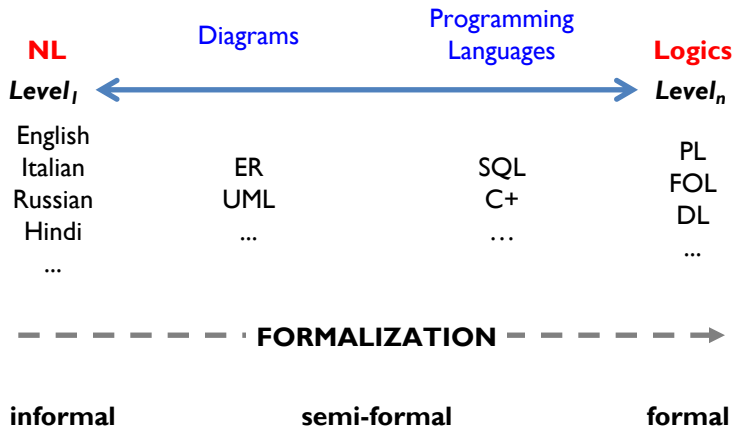 NL
Diagrams
Programming
Languages
Logics
Level1
Leveln
English
Italian
Russian
Hindi
...
ER
UML
...
SQL
C+
...
PL
FOL
DL
...
FORMALIZATION
informal
semi-formal
formal